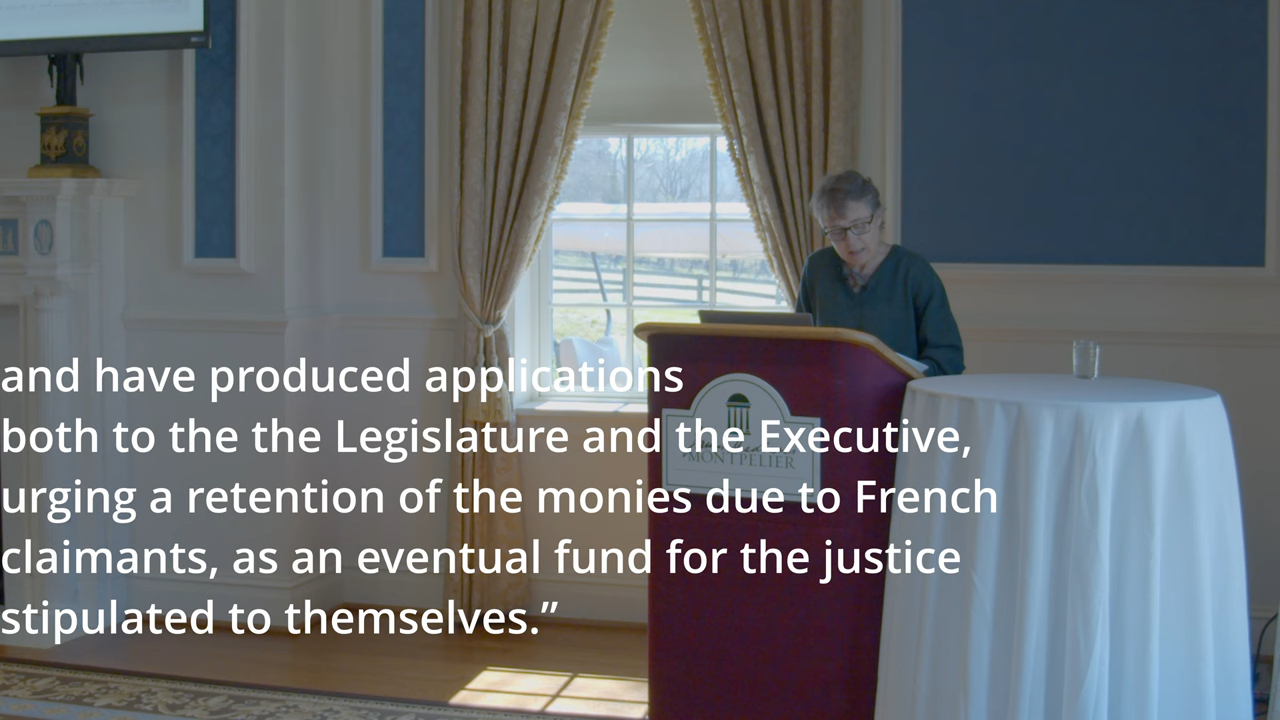 and have produced applications
both to the the Legislature and the Executive,
urging a retention of the monies due to French
claimants, as an eventual fund for the justice
stipulated to themselves.”
MONTPELIER